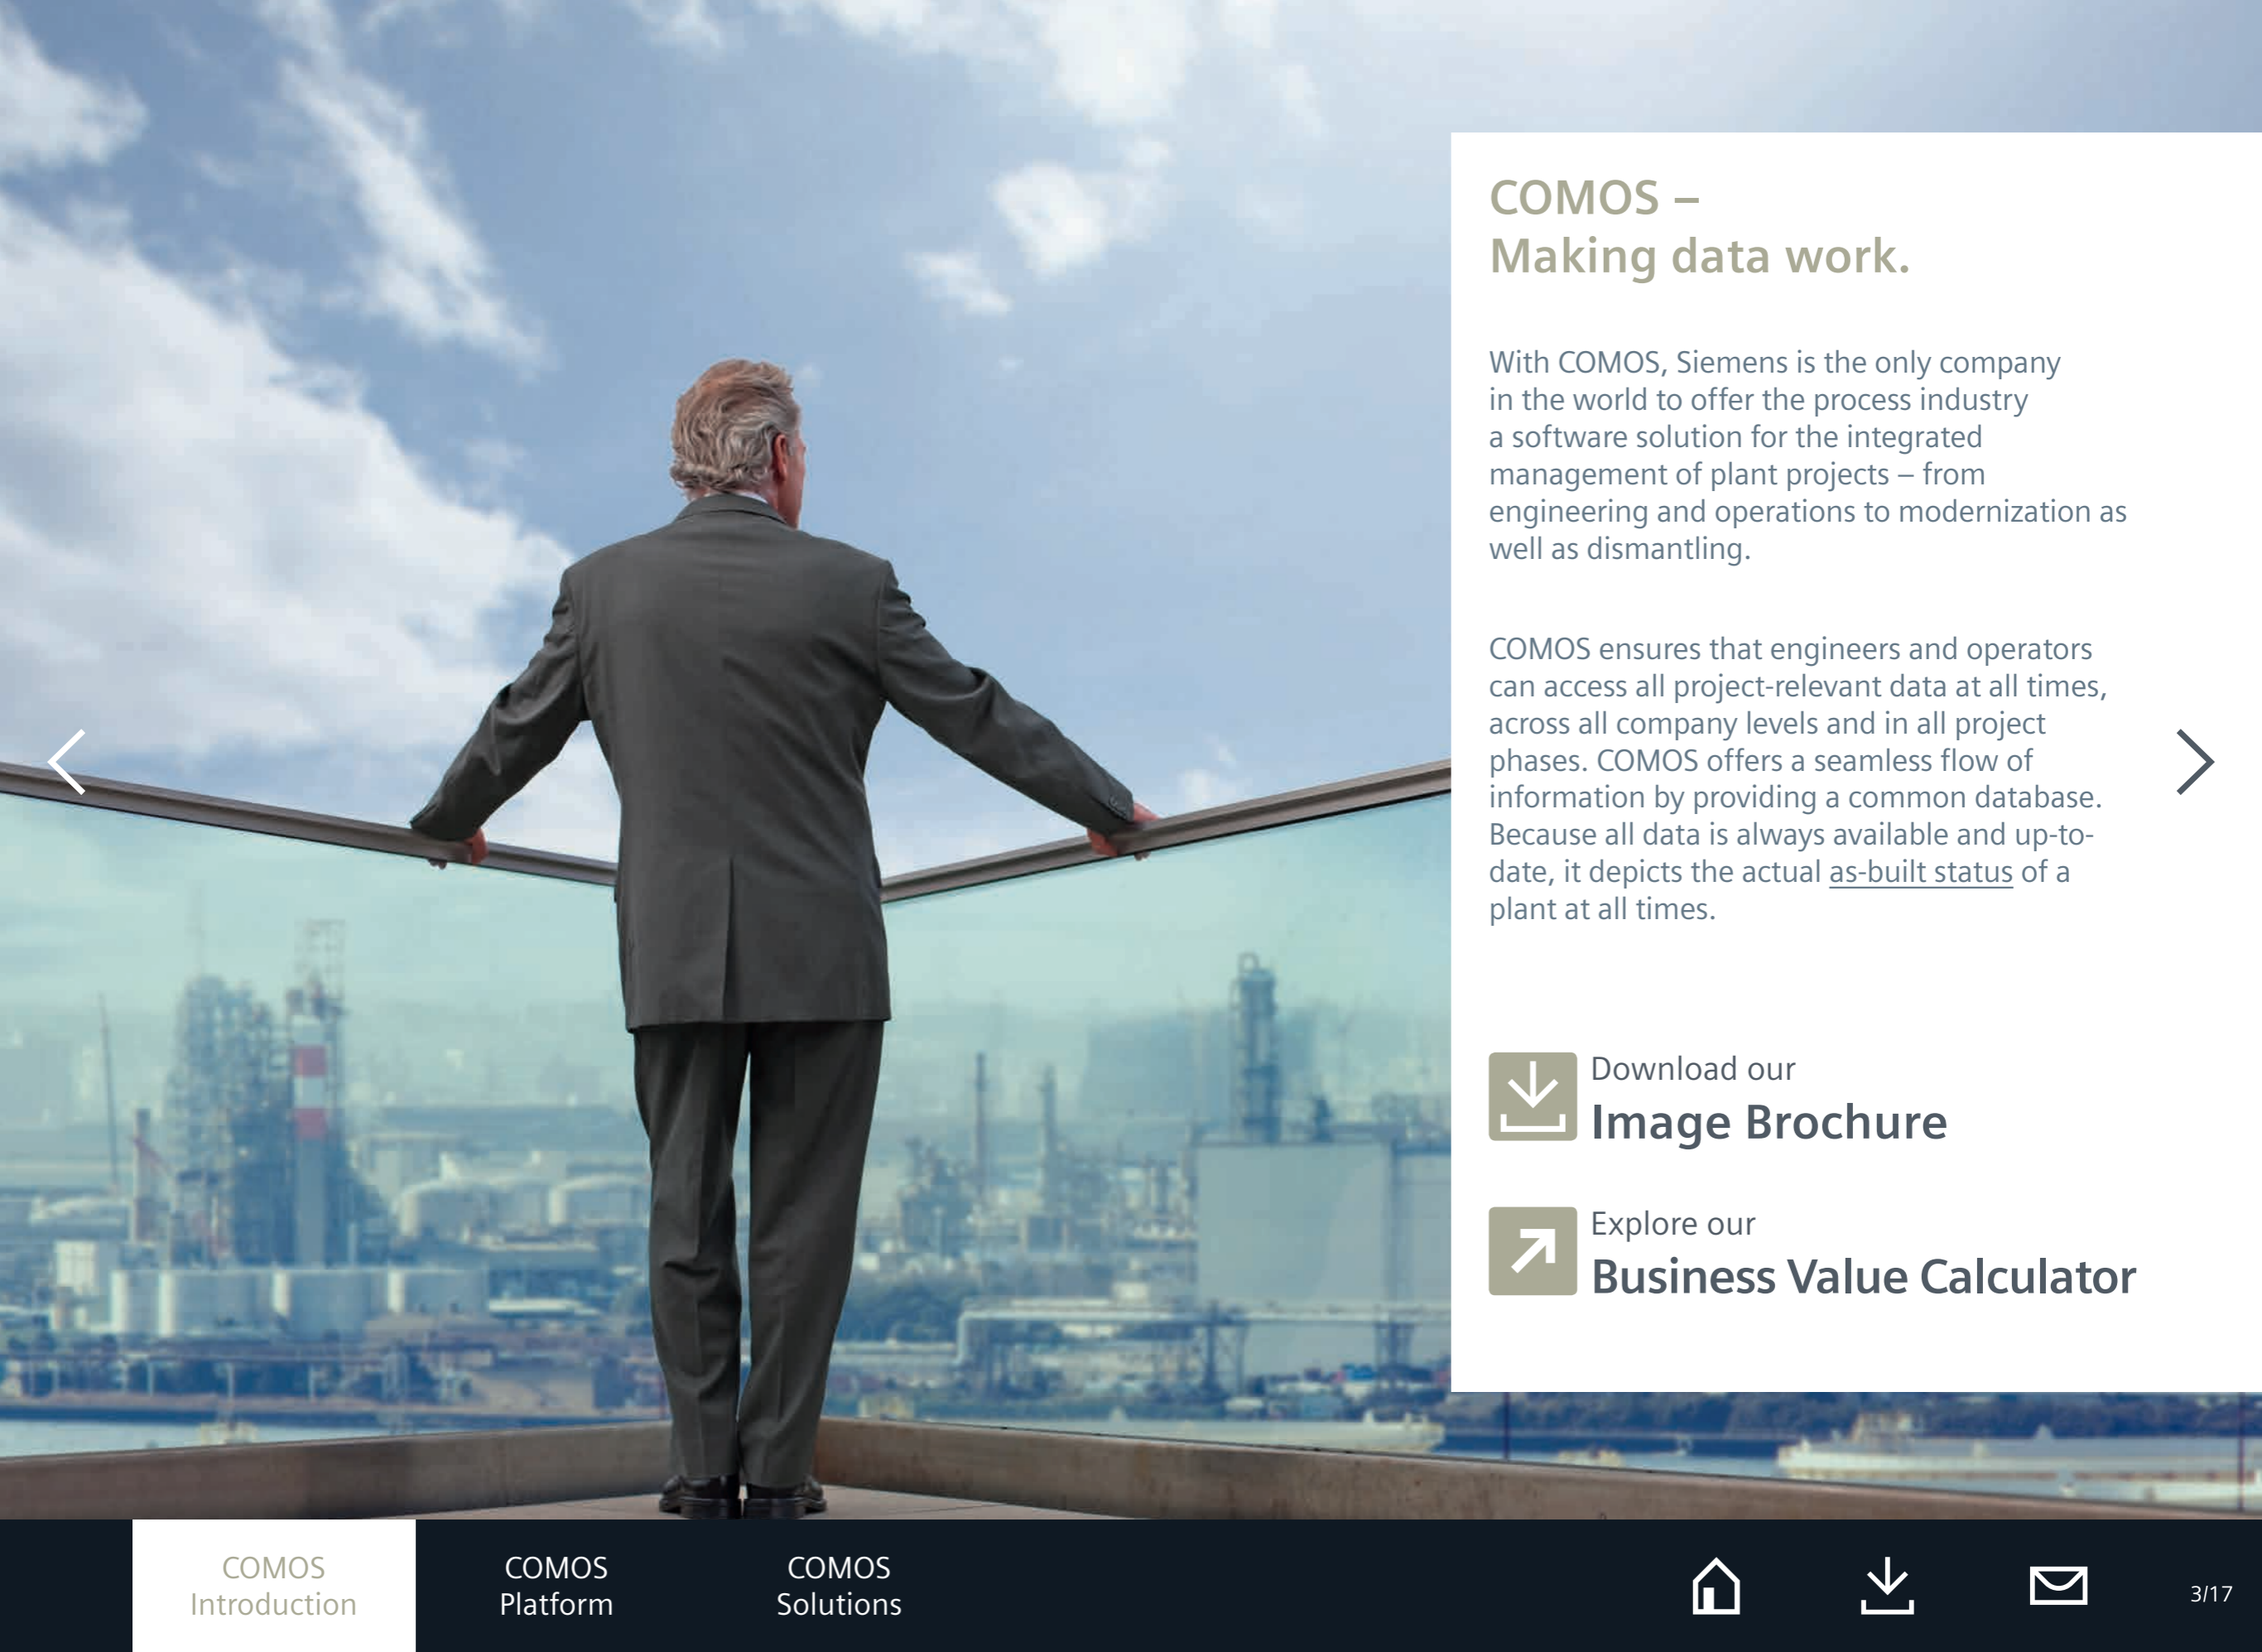 COMOS –
Making data work.
With COMOS, Siemens is the only company
in the world to offer the process industry
a software solution for the integrated
management of plant projects – from
engineering and operations to modernization as
well as dismantling.
COMOS ensures that engineers and operators
can access all project-relevant data at all times,
across all company levels and in all project
phases. COMOS offers a seamless flow of
information by providing a common database.
Because all data is always available and up-to-
date, it depicts the actual as-built status of a
plant at all times.
Download our
Image Brochure
Explore our
Business Value Calculator
COMOS
Introduction
COMOS
Platform
COMOS
Solutions
3/17